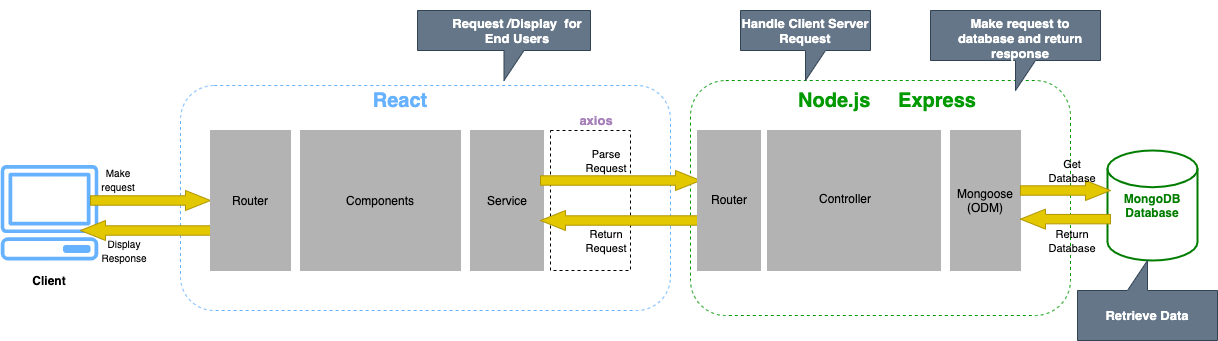 Request /Display for
End Users
Handle Client Server
Request
Make request to
database and return
response
React
Node.js Express
axios
Make
request
Display
Response
Client
Router
Components
Service
Parse
Request
Return
Request
Router
Controller
Mongoose
(ODM)
Get
Database
Return
Database
MongoDB
Database
Retrieve Data